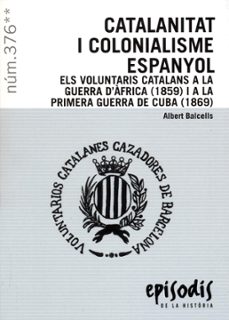 núm.376**
CATALANITAT
I COLONIALISME
ESPANYOL
ELS VOLUNTARIS CATALANS A LA
GUERRA D'ÀFRICA (1859) I A LA
PRIMERA GUERRA DE CUBA (1869)
Albert Balcells
VOLUNTARIOS CATALANES CAZADORES DE BARCELONA
episodis
DE LA HISTÒRIA